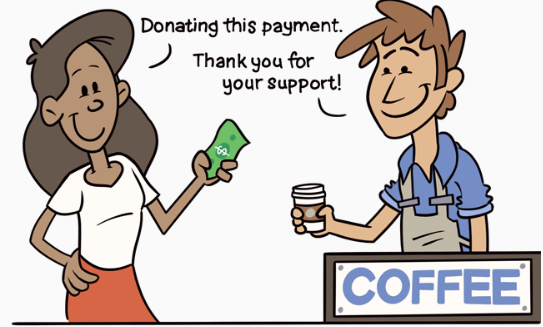 Donating this payment.
Thank you for
your support!
COFFEE